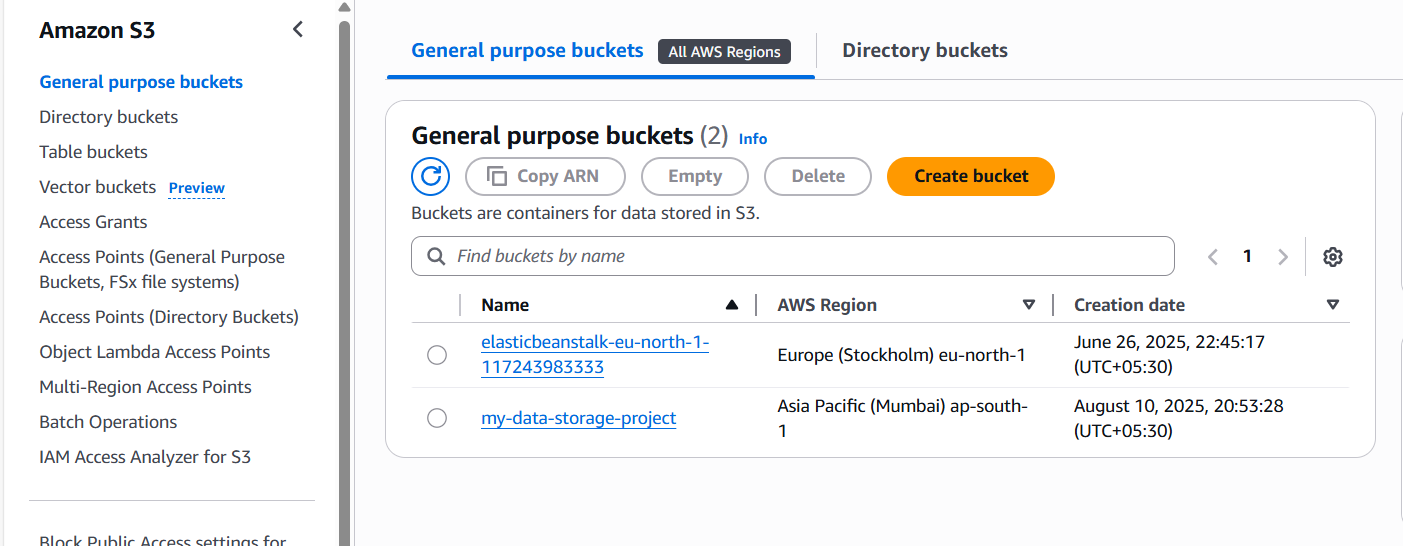 Amazon S3
General purpose buckets
Directory buckets
Table buckets
Vector buckets Preview
Access Grants
Access Points (General Purpose
Buckets, FSx file systems)
Access Points (Directory Buckets)
Object Lambda Access Points
Multi-Region Access Points
Batch Operations
IAM Access Analyzer for S3
Block Public Access settings for
General purpose buckets All AWS Regions Directory buckets
General purpose buckets (2) Info
Copy ARN Empty Delete Create bucket
Buckets are containers for data stored in S3.
Find buckets by name 1
Name AWS Region Creation date
elasticbeanstalk-eu-north-1-
117243983333
Europe (Stockholm) eu-north-1
June 26, 2025, 22:45:17
(UTC+05:30)
my-data-storage-project
Asia Pacific (Mumbai) ap-south-
1
August 10, 2025, 20:53:28
(UTC+05:30)